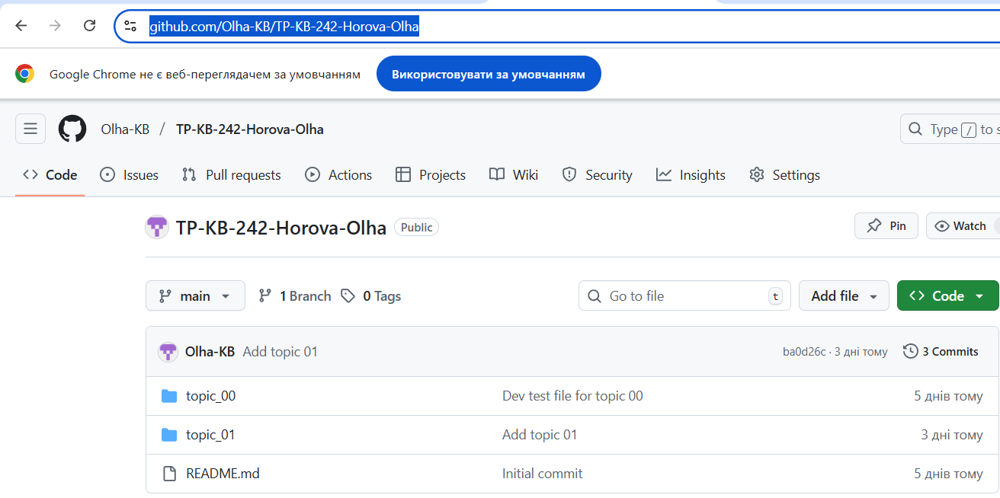 github.com/Olha-KB/TP-KB-242-Horova-Olha
Google Chrome не є веб-переглядачем за умовчанням Використовувати за умовчанням
Olha-KB / TP-KB-242-Horova-Olha Type / to s
Code Issues Pull requests Actions Projects Wiki Security Insights Settings
TP-KB-242-Horova-Olha Public Pin Watch
main 1 Branch 0 Tags Go to file t Add file Code
Olha-KB Add topic 01 ba0d26c · 3 дні тому 3 Commits
topic_00 Dev test file for topic 00 5 днів тому
topic_01 Add topic 01 3 дні тому
README.md Initial commit 5 днів тому